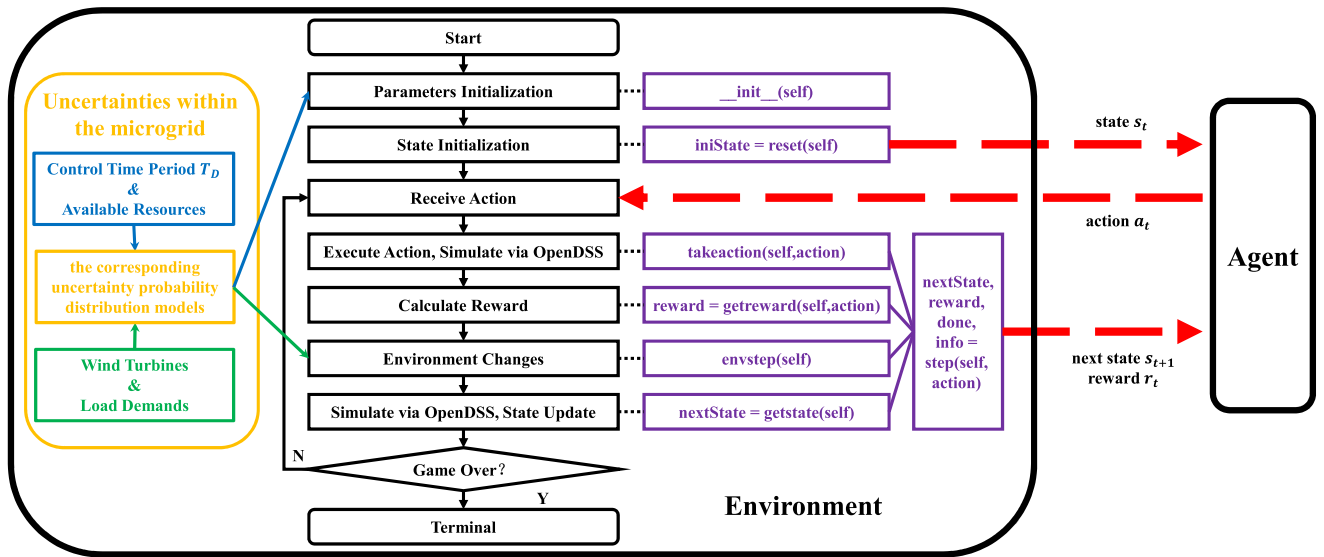 Start
Uncertainties within
the microgrid
Control Time Period T_D
&
Available Resources
the corresponding
uncertainty probability
distribution models
Wind Turbines
&
Load Demands
Parameters Initialization
__init__(self)
State Initialization
iniState = reset(self)
Receive Action
Execute Action, Simulate via OpenDSS
takeaction(self,action)
Calculate Reward
reward = getreward(self,action)
Environment Changes
envstep(self)
Simulate via OpenDSS, State Update
nextState = getstate(self)
nextState,
reward,
done,
info =
step(self,
action)
N
Game Over?
Y
Terminal
Environment
state s_t
action a_t
next state s_{t+1}
reward r_t
Agent